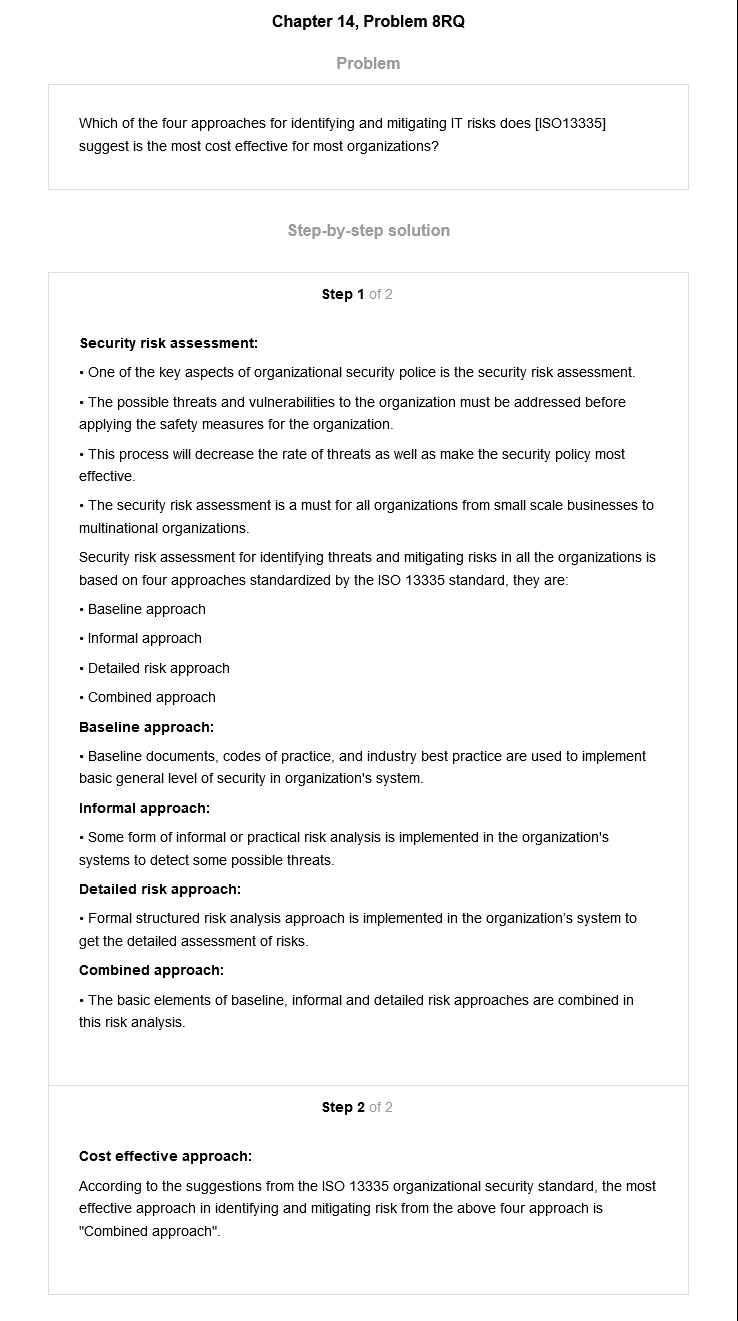 Chapter 14, Problem 8RQ
Problem
Which of the four approaches for identifying and mitigating IT risks does [ISO13335]
suggest is the most cost effective for most organizations?
Step-by-step solution
Step 1 of 2
Security risk assessment:
• One of the key aspects of organizational security police is the security risk assessment.
• The possible threats and vulnerabilities to the organization must be addressed before
applying the safety measures for the organization.
• This process will decrease the rate of threats as well as make the security policy most
effective.
• The security risk assessment is a must for all organizations from small scale businesses to
multinational organizations.
Security risk assessment for identifying threats and mitigating risks in all the organizations is
based on four approaches standardized by the ISO 13335 standard, they are:
• Baseline approach
• Informal approach
• Detailed risk approach
• Combined approach
Baseline approach:
• Baseline documents, codes of practice, and industry best practice are used to implement
basic general level of security in organization's system.
Informal approach:
• Some form of informal or practical risk analysis is implemented in the organization's
systems to detect some possible threats.
Detailed risk approach:
• Formal structured risk analysis approach is implemented in the organization's system to
get the detailed assessment of risks.
Combined approach:
• The basic elements of baseline, informal and detailed risk approaches are combined in
this risk analysis.
Step 2 of 2
Cost effective approach:
According to the suggestions from the ISO 13335 organizational security standard, the most
effective approach in identifying and mitigating risk from the above four approach is
"Combined approach".